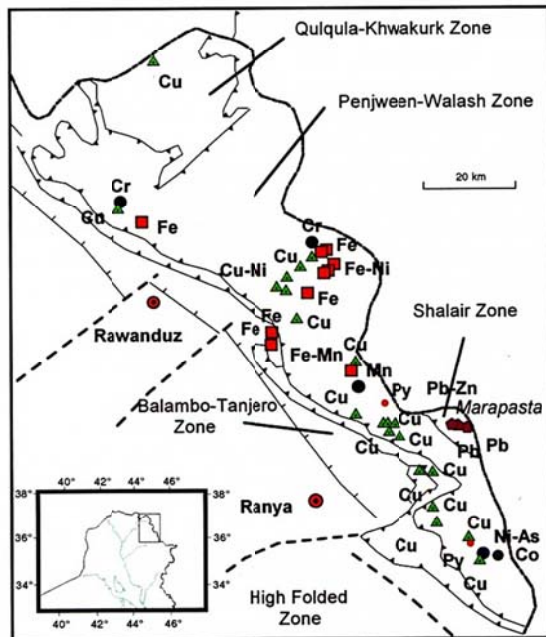 Qulqula-Khwakurk Zone
Cu
Penjween-Walash Zone
20 km
Cr
Cu
Fe
Cr
Fe
Cu
Cu-Ni
Fe-Ni
Fe
Shalair Zone
Rawanduz
Fe
Cu
Fe
Fe-Mn
Cu
Mn
Py
Pb-Zn
Marapasta
Balambo-Tanjero
Zone
Cu
Cu
Cu
Cu
Pb
Pb
Cu
Cu
Ranya
Cu
Ni-As
Cu
Py
Co
Cu
High Folded
Zone
40° 42° 44° 46°
38° 38°
36° 36°
34° 34°
40° 42° 44° 46°